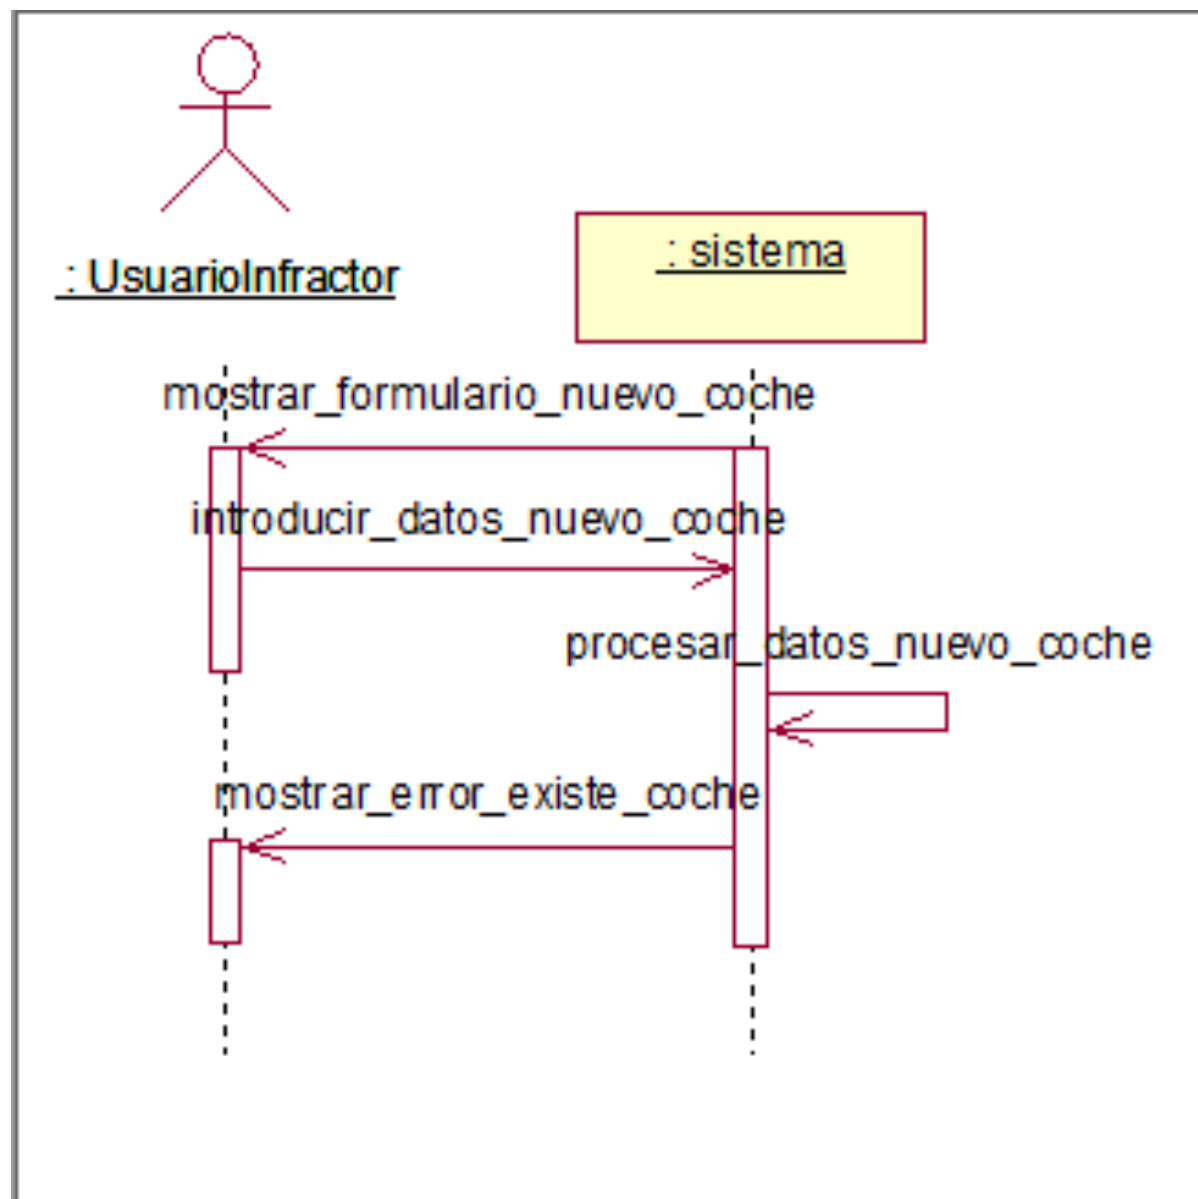 : UsuarioInfractor
: sistema
mostrar_formulario_nuevo_coche
introducir_datos_nuevo_coche
procesar_datos_nuevo_coche
mostrar_error_existe_coche